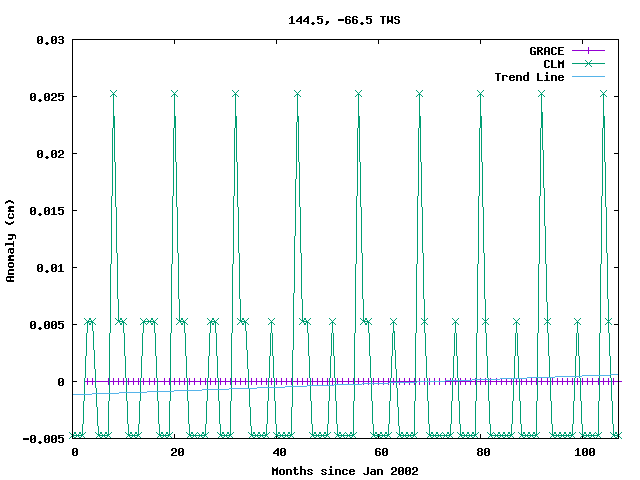 144.5, -66.5 TWS
GRACE
CLM
Trend Line
0.03
0.025
0.02
0.015
0.01
0.005
0
-0.005
Anomaly (cm)
0 20 40 60 80 100
Months since Jan 2002